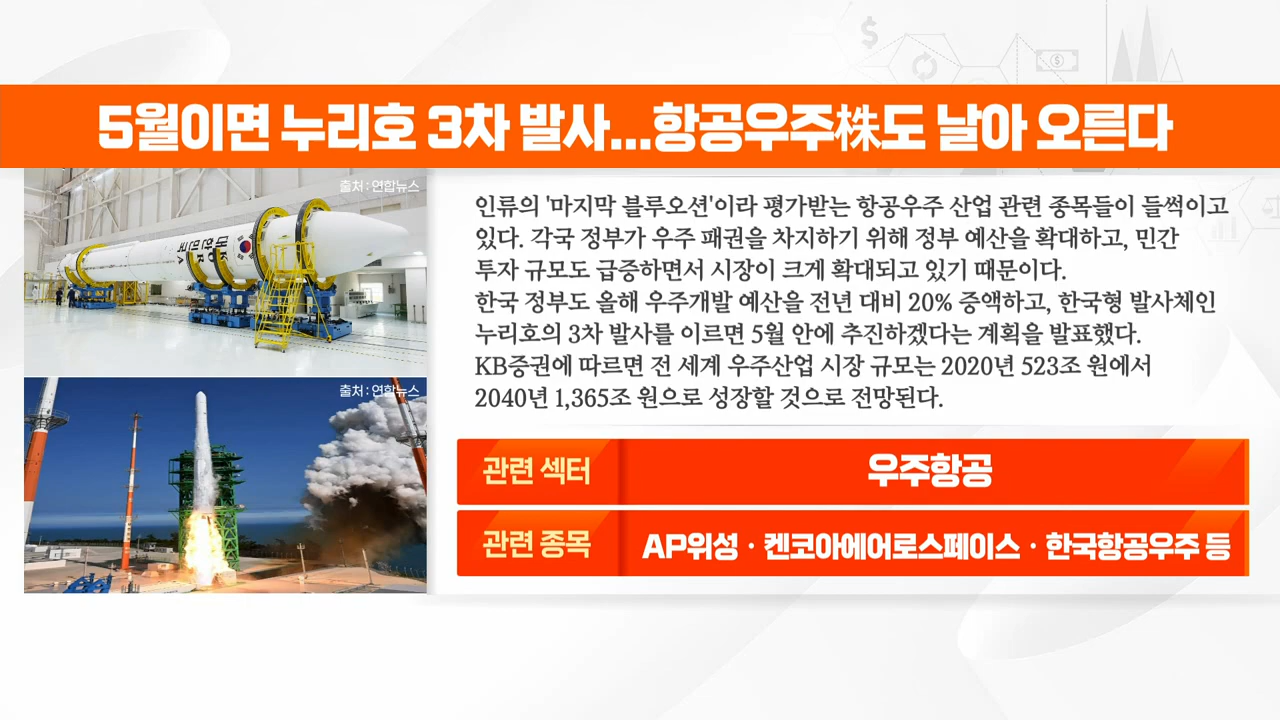 5월이면 누리호 3차 발사...항공우주株도 날아 오른다
출처 : 연합뉴스
대한민국
출처 : 연합뉴스
인류의 '마지막 블루오션'이라 평가받는 항공우주 산업 관련 종목들이 들썩이고
있다. 각국 정부가 우주 패권을 차지하기 위해 정부 예산을 확대하고, 민간
투자 규모도 급증하면서 시장이 크게 확대되고 있기 때문이다.
한국 정부도 올해 우주개발 예산을 전년 대비 20% 증액하고, 한국형 발사체인
누리호의 3차 발사를 이르면 5월 안에 추진하겠다는 계획을 발표했다.
KB증권에 따르면 전 세계 우주산업 시장 규모는 2020년 523조 원에서
2040년 1,365조 원으로 성장할 것으로 전망된다.
관련 섹터
우주항공
관련 종목
AP위성 · 켄코아에어로스페이스 · 한국항공우주 등